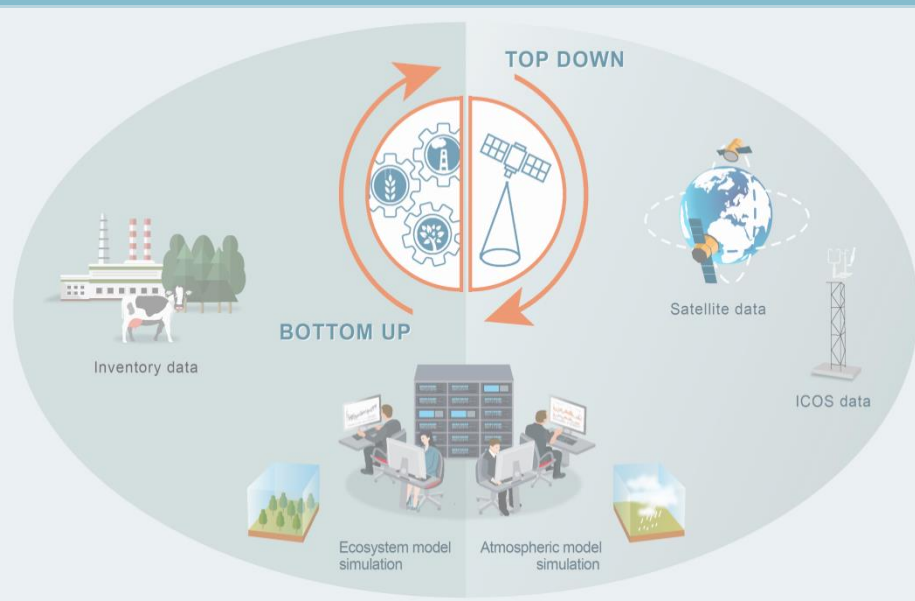 TOP DOWN
Satellite data
BOTTOM UP
Inventory data
ICOS data
Ecosystem model
simulation
Atmospheric model
simulation